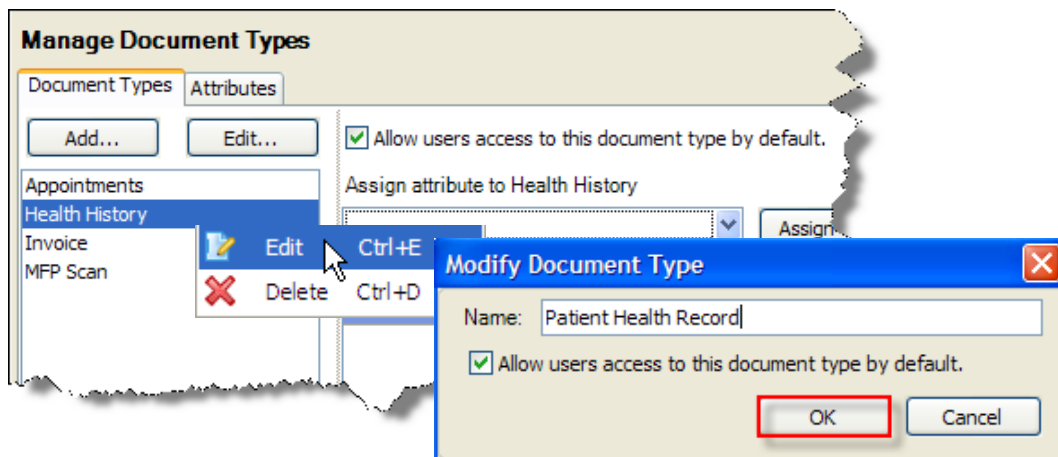 Manage Document Types
Document Types Attributes
Add... Edit... Allow users access to this document type by default.
Appointments Assign attribute to Health History
Health History
Invoice Assign
MFP Scan
Edit Ctrl+E
Delete Ctrl+D
Modify Document Type
Name: Patient Health Record
Allow users access to this document type by default.
OK Cancel